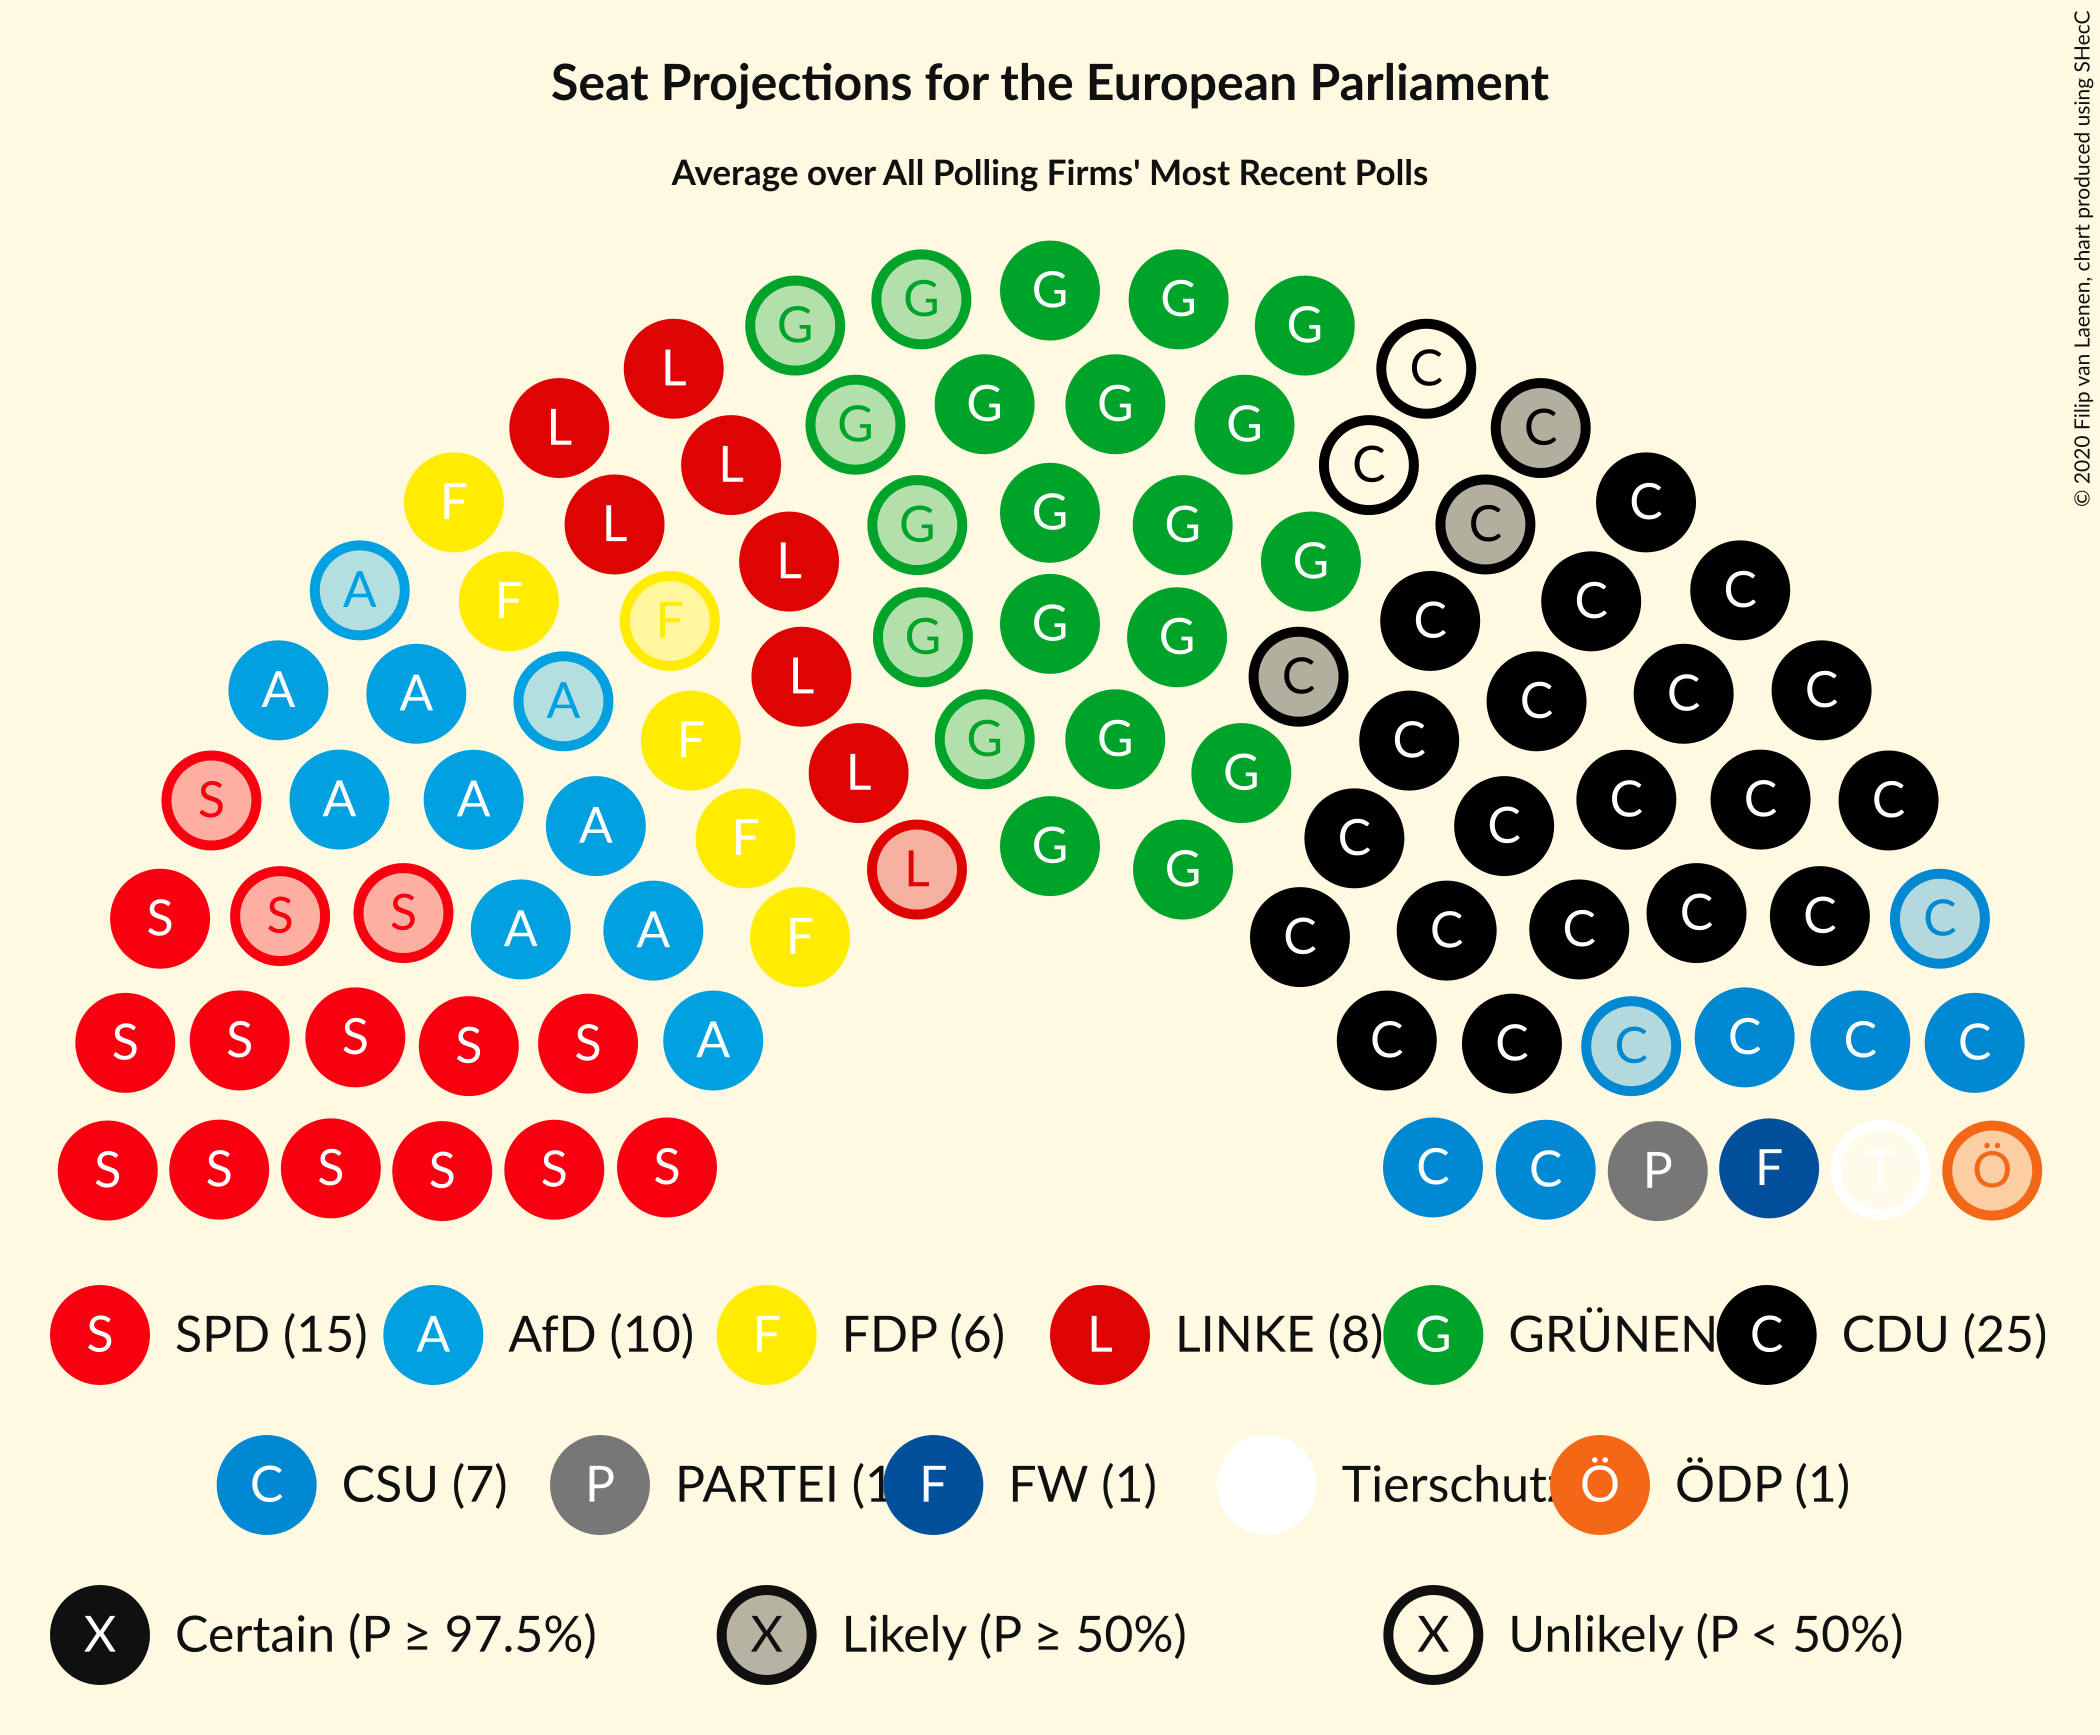 Seat Projections for the European Parliament
Average over All Polling Firms' Most Recent Polls
© 2020 Filip van Laenen, chart produced using SHecC
G G G G G
L G G G G C
L L G G G C C
F L L G G G C C C
A F F L G G G G C C C
A A A F L G G G C C C C C
S A A A F L G G G C C C C C C
S S S A A F L G G C C C C C C
S S S S S A C C C C C C
S S S S S S C C P F T Ö
S SPD (15) A AfD (10) F FDP (6) L LINKE (8) G GRÜNEN C CDU (25)
C CSU (7) P PARTEI (1 F FW (1) Tierschutz Ö ÖDP (1)
X Certain (P ≥ 97.5%) X Likely (P ≥ 50%) X Unlikely (P < 50%)